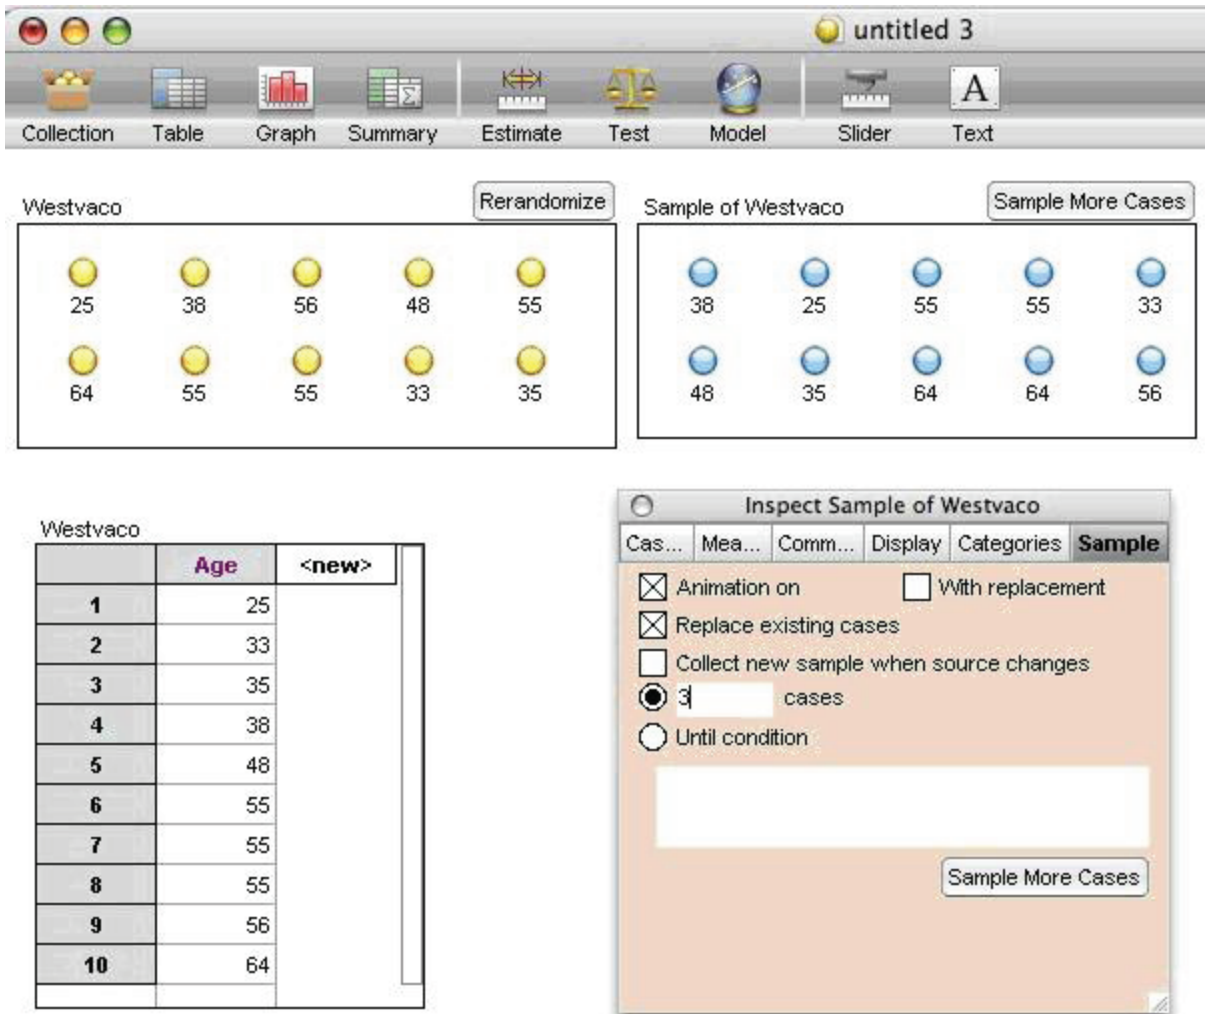 untitled 3
Collection Table Graph Summary Estimate Test Model Slider A Text
Westvaco Rerandomize
25 38 56 48 55
64 55 55 33 35
Sample of Westvaco Sample More Cases
38 25 55 55 33
48 35 64 64 56
Westvaco
Age <new>
1 25
2 33
3 35
4 38
5 48
6 55
7 55
8 55
9 56
10 64
Inspect Sample of Westvaco
Cas... Mea... Comm... Display Categories Sample
Animation on With replacement
Replace existing cases
Collect new sample when source changes
3 cases
Until condition
Sample More Cases